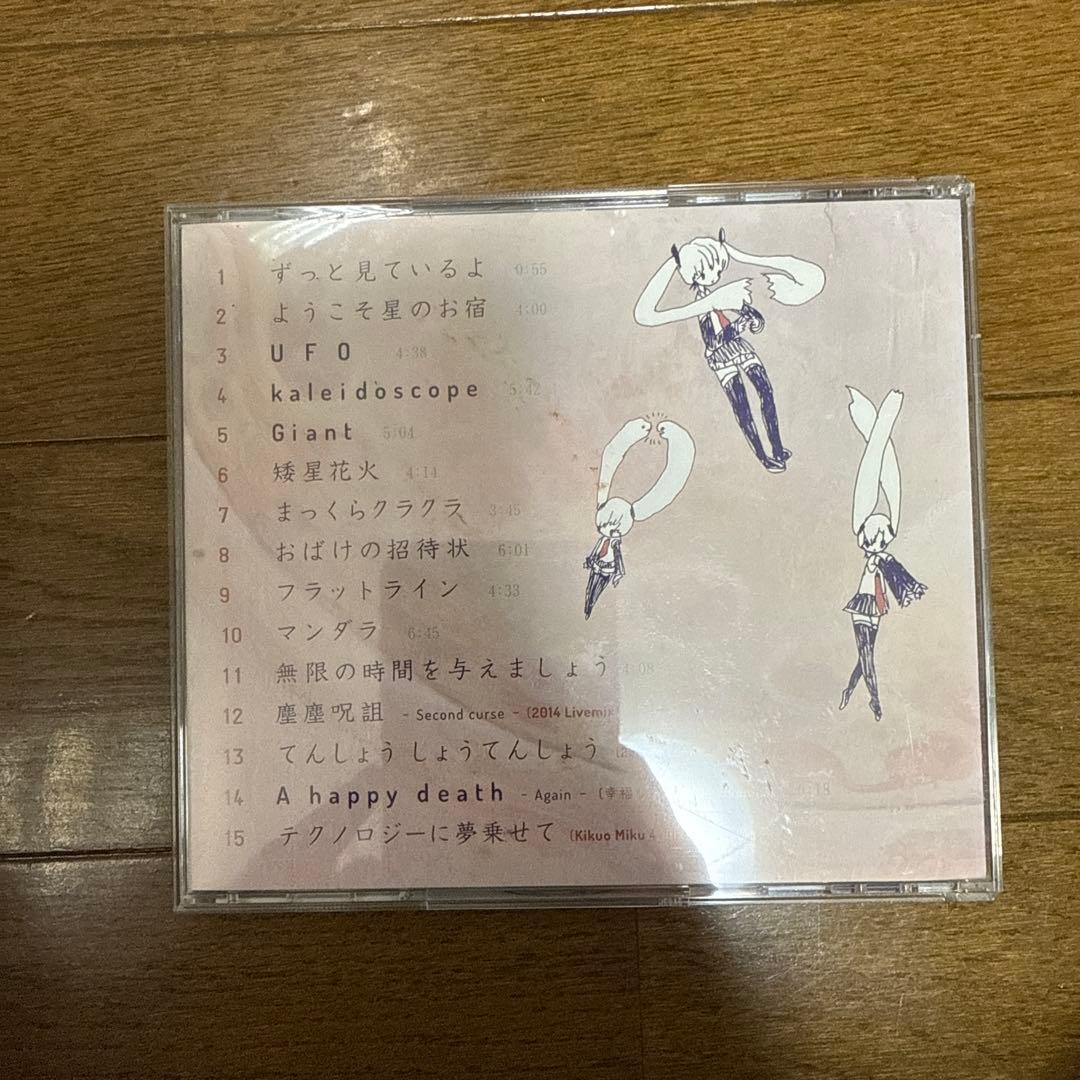 1 ずっと見ているよ 0:55
2 ようこそ星のお宿 4:00
3 UFO 4:38
4 kaleidoscope 5:42
5 Giant 5:04
6 矮星花火 4:14
7 まっくらクラクラ 3:45
8 おばけの招待状 6:01
9 フラットライン 4:33
10 マンダラ 6:45
11 無限の時間を与えましょう 4:08
12 塵塵呪詛 - Second curse - (2014 Livemix
13 てんしょう しょうてんしょう
14 A happy death - Again - (幸福
15 テクノロジーに夢乗せて (Kikuo Miku 4